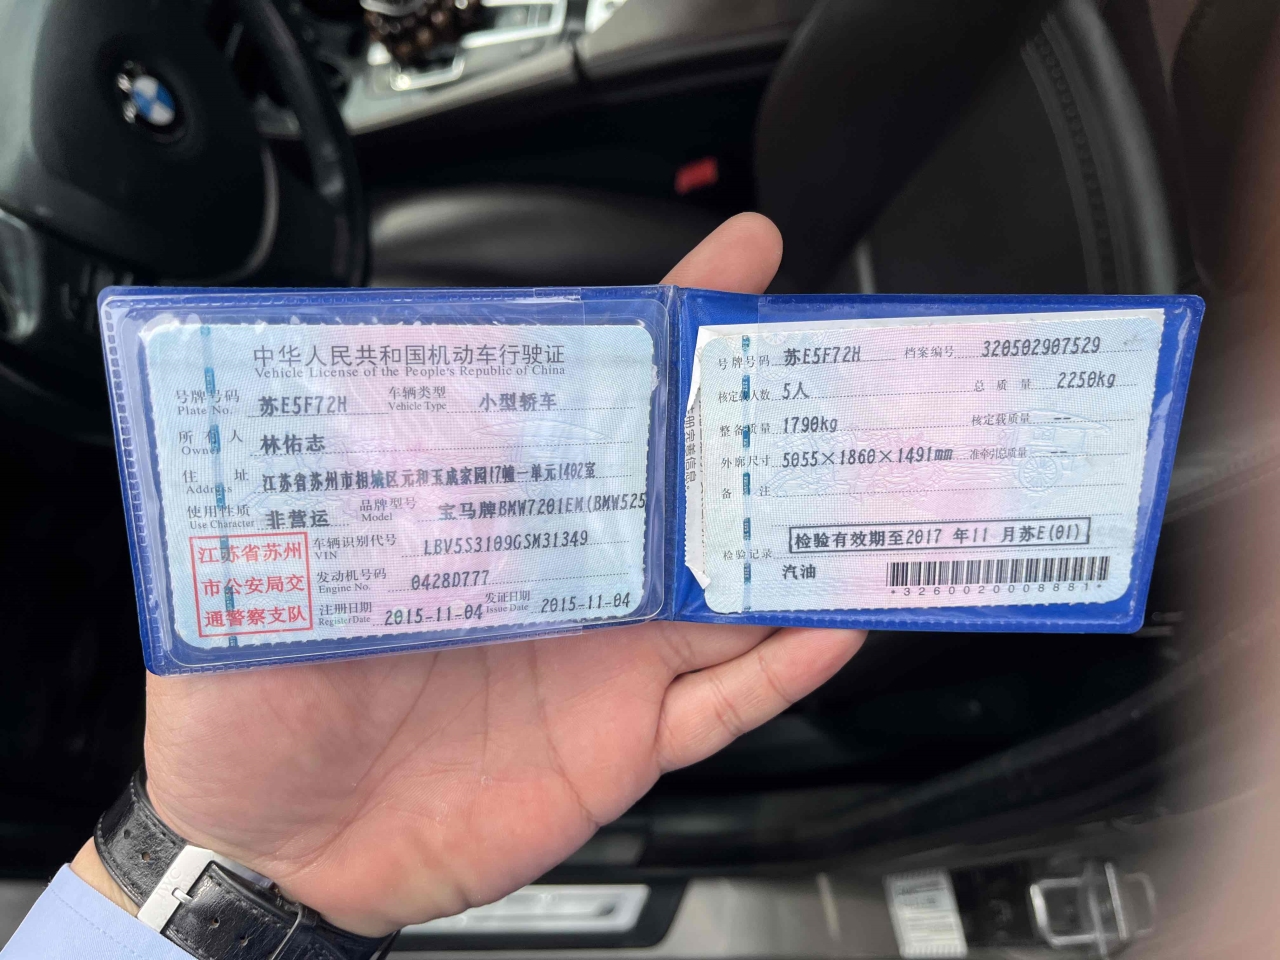 中华人民共和国机动车行驶证
Vehicle License of the People's Republic of China
号牌号码 苏E5F72H 车辆类型 小型轿车
Plate No. Vehicle Type
所有人 林佑志
Owner
住址 江苏省苏州市相城区元和玉成家园17幢一单元1402室
Address
使用性质 非营运 品牌型号 宝马牌BMW7201EM(BMW525
Use Character Model
江苏省苏州
市公安局交
通警察支队
车辆识别代号 LBV5S3109GSM31349
VIN
发动机号码 0428D777
Engine No.
注册日期 2015-11-04 发证日期 2015-11-04
Register Date Issue Date
号牌号码 苏E5F72H 档案编号 320502907529
核定载人数 5人 总质量 2250kg
整备质量 1790kg 核定载质量 --
外廓尺寸 5055×1860×1491mm 准牵引总质量 --
备注
检验有效期至2017 年11 月苏E(01)
检验记录
汽油
*3260020008881*